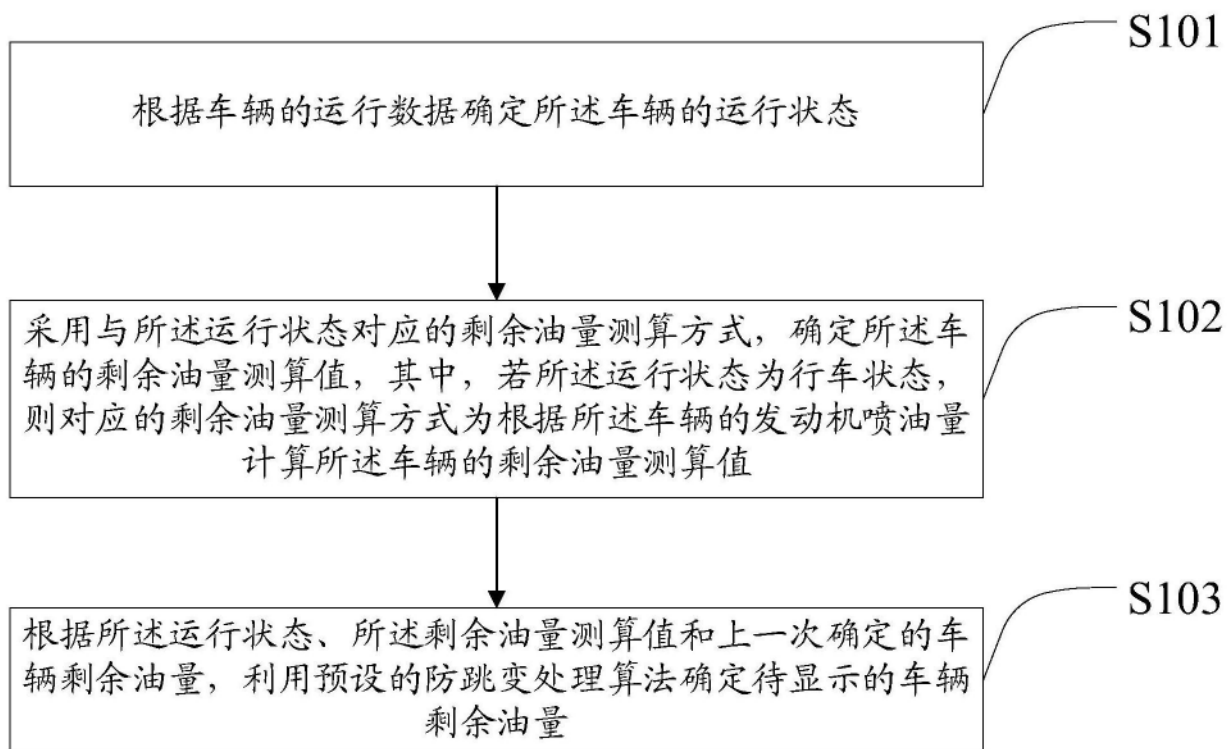 S101
根据车辆的运行数据确定所述车辆的运行状态
S102
采用与所述运行状态对应的剩余油量测算方式，确定所述车
辆的剩余油量测算值，其中，若所述运行状态为行车状态，
则对应的剩余油量测算方式为根据所述车辆的发动机喷油量
计算所述车辆的剩余油量测算值
S103
根据所述运行状态、所述剩余油量测算值和上一次确定的车
辆剩余油量，利用预设的防跳变处理算法确定待显示的车辆
剩余油量